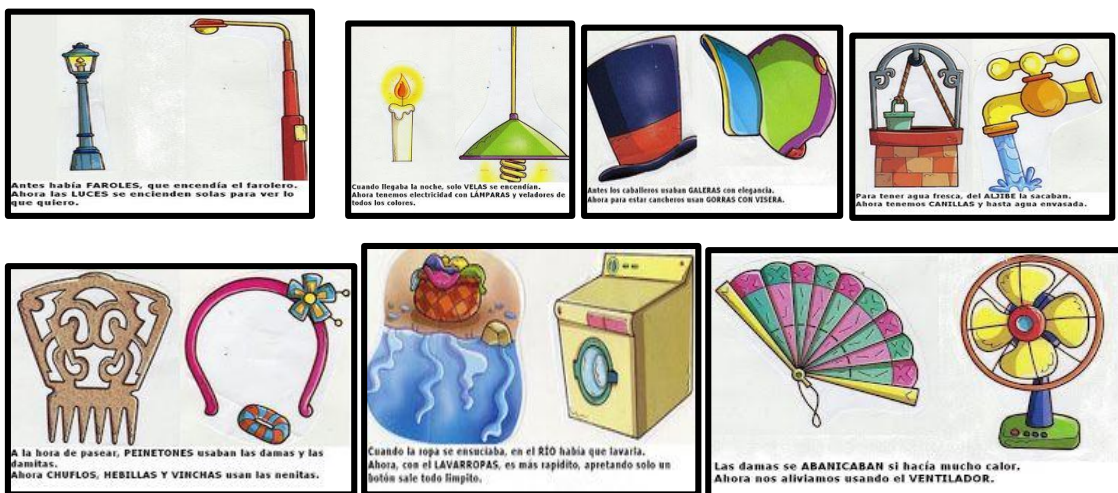 Antes había FAROLES, que encendía el farolero.
Ahora las LUCES se encienden solas para ver lo
que quiero.
Cuando llegaba la noche, solo VELAS se encendían.
Ahora tenemos electricidad con LÁMPARAS y veladores de
todos los colores.
Antes los caballeros usaban GALERAS con elegancia.
Ahora para estar cancheros usan GORRAS CON VISERA.
Para tener agua fresca, del ALJIBE la sacaban.
Ahora tenemos CANILLAS y hasta agua envasada.
A la hora de pasear, PEINETONES usaban las damas y las
damitas.
Ahora CHUFLOS, HEBILLAS Y VINCHAS usan las nenitas.
Cuando la ropa se ensuciaba, en el RÍO había que lavarla.
Ahora, con el LAVARROPAS, es más rapidito, apretando solo un
botón sale todo limpito.
Las damas se ABANICABAN si hacía mucho calor.
Ahora nos aliviamos usando el VENTILADOR.